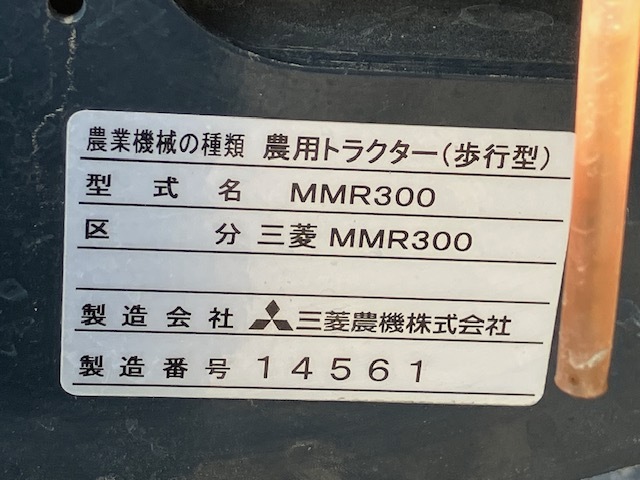 農業機械の種類 農用トラクター(歩行型)
型式名 MMR300
区分 三菱 MMR300
製造会社 三菱農機株式会社
製造番号 14561